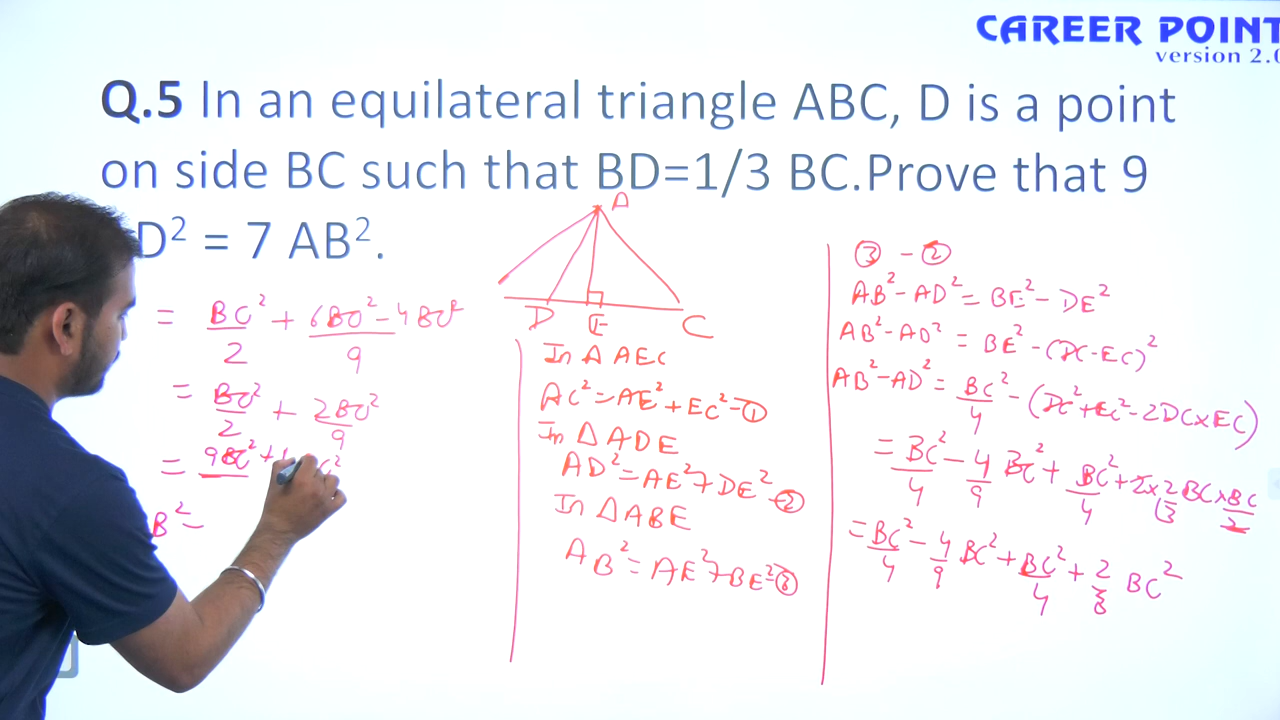 CAREER POINT
version 2.0
Q.5 In an equilateral triangle ABC, D is a point
on side BC such that BD=1/3 BC.Prove that 9
D² = 7 AB².
A
D E C
= BC²/2 + 6BC²-4BC²/9
= BC²/2 + 2BC²/9
= 9BC²+
B² -
In △ AEC
AC²=AE²+EC²-①
In △ ADE
AD²=AE²+DE²-②
In △ABE
AB²=AE²+BE²-③
③ - ②
AB²-AD²=BE²-DE²
AB²-AD² = BE²-(DC-EC)²
AB²-AD²= BC²/4 -(DC²+EC²-2DC×EC)
= BC²/4 - 4/9 BC² + BC²/4 + 2×2/3 BC×BC/2
= BC²/4 - 4/9 BC² + BC²/4 + 2/3 BC²